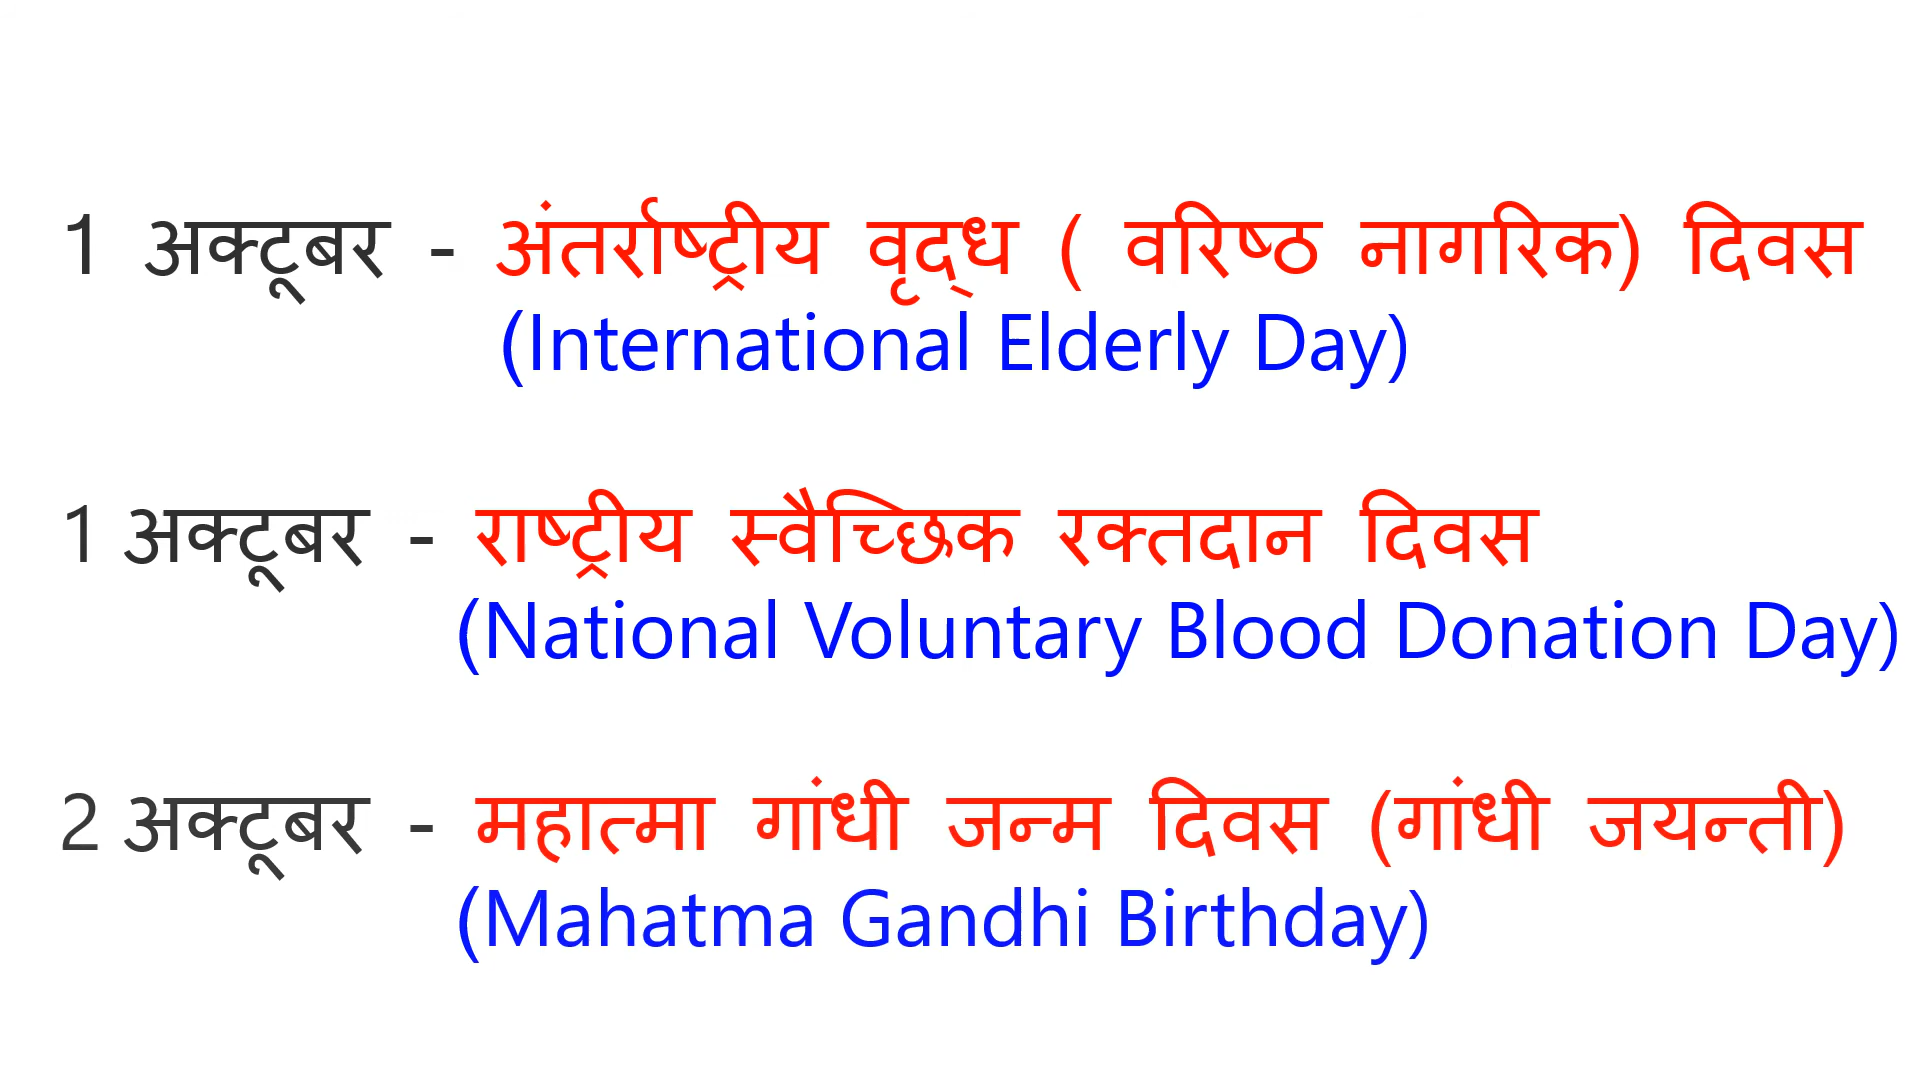 1 अक्टूबर - अंतर्राष्ट्रीय वृद्ध ( वरिष्ठ नागरिक) दिवस
(International Elderly Day)
1 अक्टूबर - राष्ट्रीय स्वैच्छिक रक्तदान दिवस
(National Voluntary Blood Donation Day)
2 अक्टूबर - महात्मा गांधी जन्म दिवस (गांधी जयन्ती)
(Mahatma Gandhi Birthday)